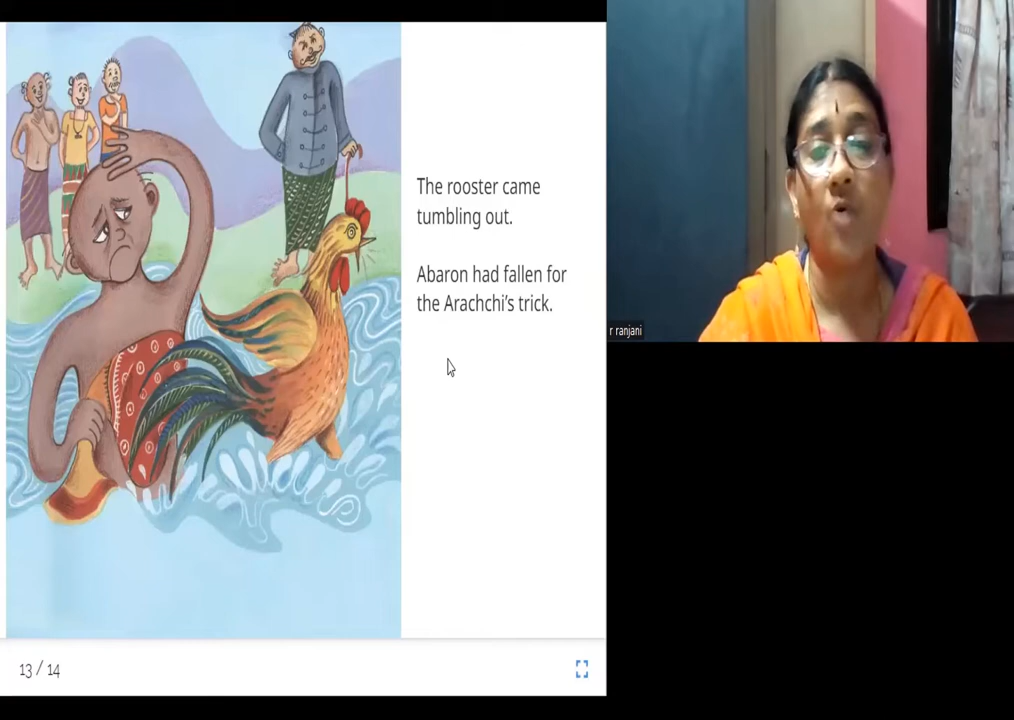 The rooster came
tumbling out.
Abaron had fallen for
the Arachchi's trick.
r ranjani
13 / 14